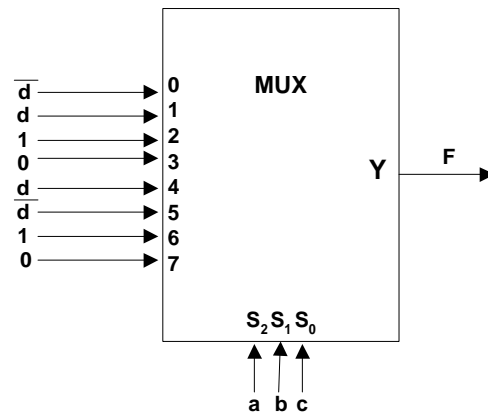 d̅ 0 MUX
d 1
1 2
0 3
d 4 Y F
d̅ 5
1 6
0 7
S₂ S₁ S₀
a b c